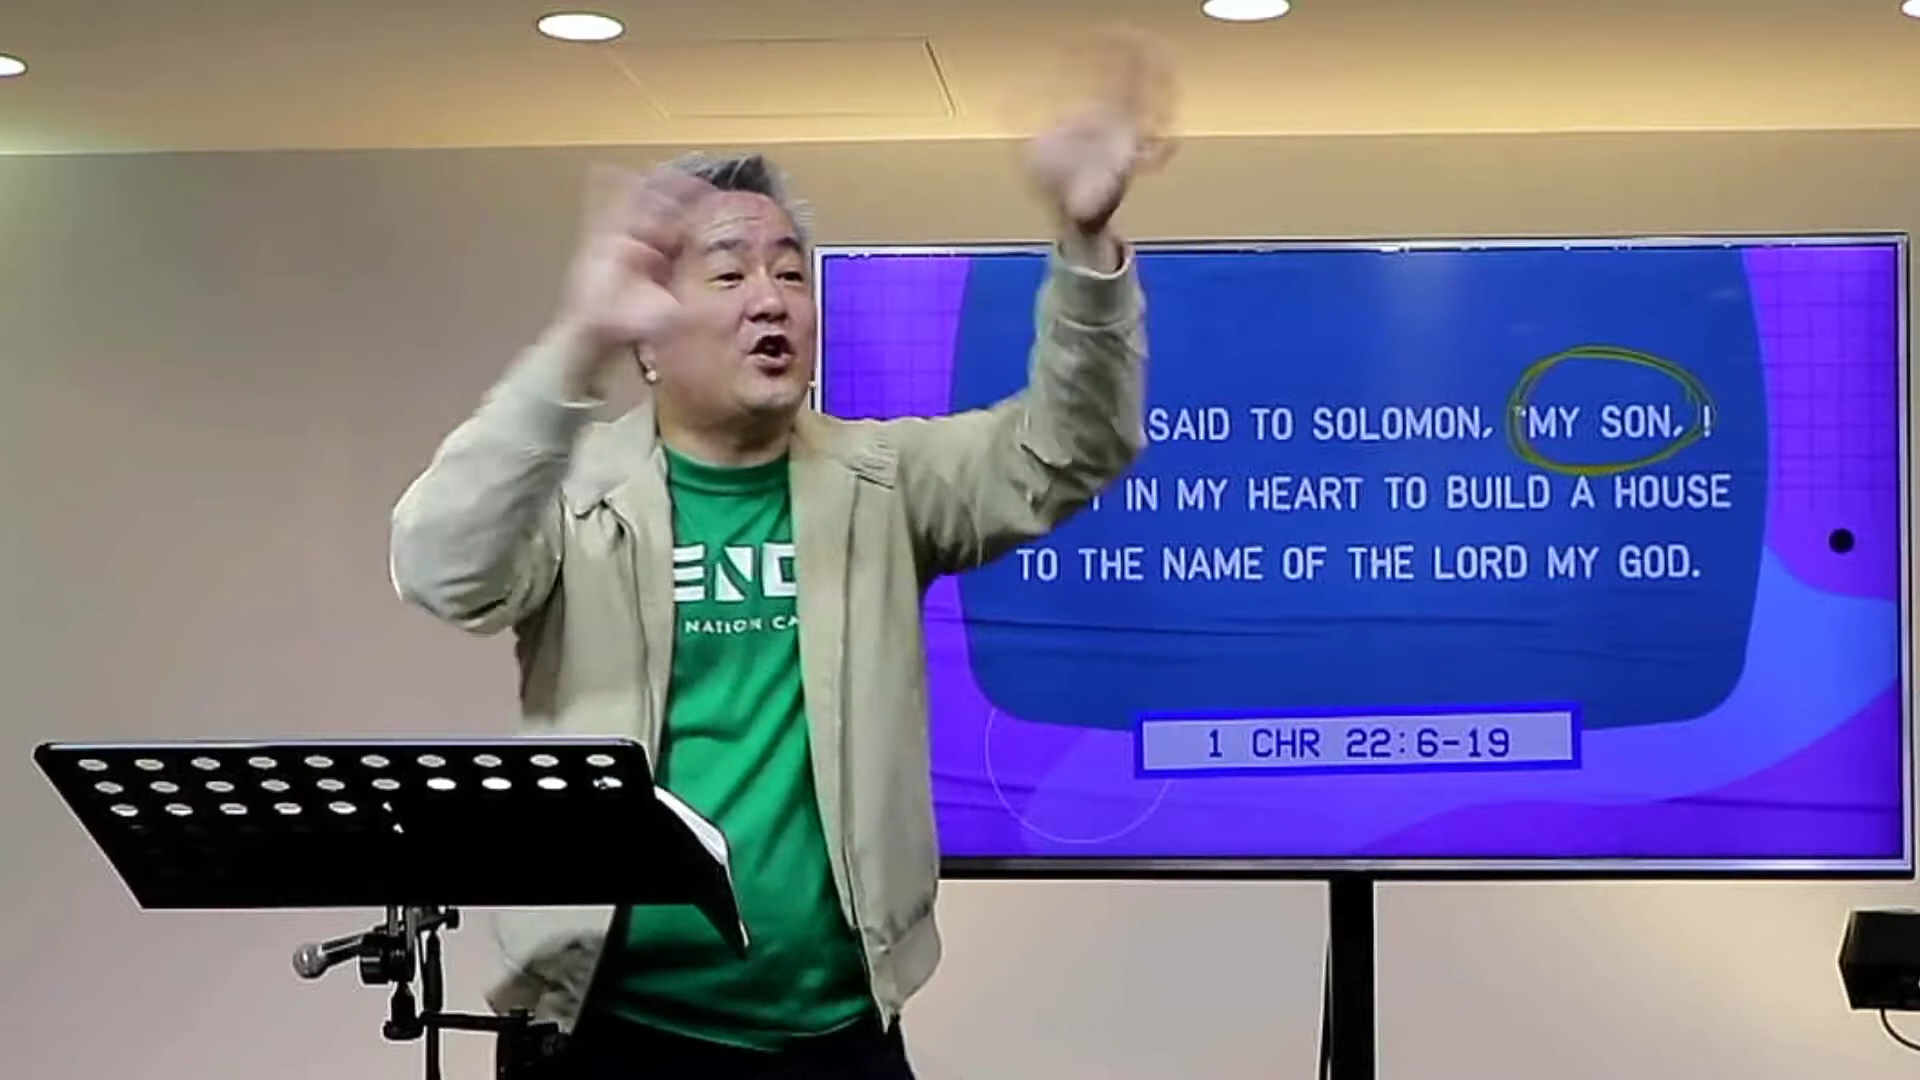 SAID TO SOLOMON, "MY SON, I
IN MY HEART TO BUILD A HOUSE
TO THE NAME OF THE LORD MY GOD.
1 CHR 22:6-19
NATION